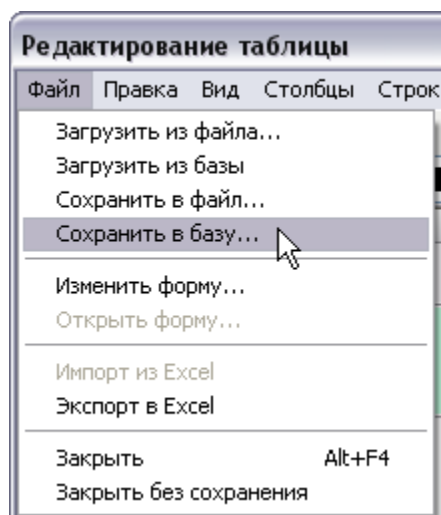 Редактирование таблицы
Файл Правка Вид Столбцы Строк
Загрузить из файла...
Загрузить из базы
Сохранить в файл...
Сохранить в базу...
Изменить форму...
Открыть форму...
Импорт из Excel
Экспорт в Excel
Закрыть Alt+F4
Закрыть без сохранения